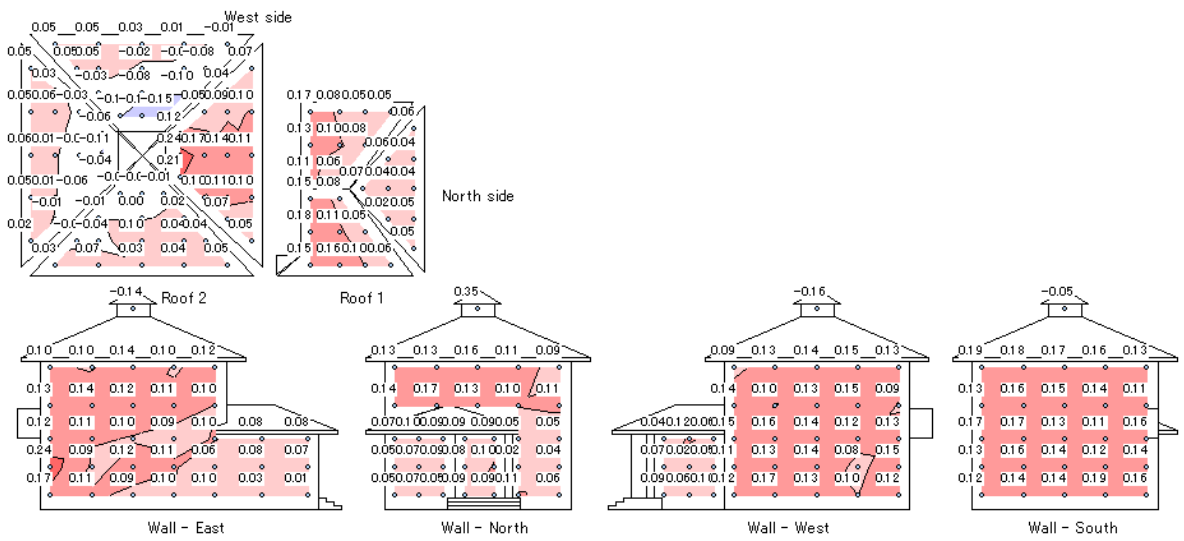 West side
0.05 0.05 0.03 0.01 -0.01
0.05 0.07
0.03 -0.03 -0.08 -0.10 0.04
0.17 0.08 0.05 0.05
0.06
-0.06 0.12
0.13 0.10 0.08
0.24 0.17 0.14 0.11
0.06 0.04
-0.04 0.21
0.11 0.06
0.07 0.04 0.04
0.05 0.01 -0.06 0.10 0.11 0.10
0.15 0.08
North side
-0.01 -0.01 0.00 0.02 0.07 0.07
0.02 0.05
0.02 0.05
0.18 0.11 0.05
0.05
0.03 -0.07 0.03 0.04 0.05
0.15 0.16 0.10 0.06
Roof 2
Roof 1
-0.14
0.35
-0.16
-0.05
0.10 0.10 0.14 0.10 0.12
0.13 0.13 0.16 0.11 0.09
0.09 0.13 0.14 0.15 0.13
0.19 0.18 0.17 0.16 0.13
0.13 0.14 0.12 0.11 0.10
0.14 0.17 0.13 0.10 0.11
0.14 0.10 0.13 0.15 0.09
0.13 0.16 0.15 0.14 0.11
0.12 0.11 0.10 0.09 0.10 0.08 0.08
0.07 0.10 0.09 0.09 0.05 0.05
0.04 0.12 0.06 0.15 0.16 0.14 0.12 0.13
0.17 0.17 0.16 0.15 0.12
0.24 0.09 0.12 0.11 0.06 0.08 0.07
0.05 0.07 0.09 0.08 0.10 0.02 0.04
0.07 0.02 0.05 0.11 0.13 0.14 0.08 0.15
0.13 0.11 0.14 0.12 0.15
0.17 0.11 0.09 0.10 0.10 0.03 0.01
0.05 0.07 0.09 0.09 0.11 0.06
0.09 0.06 0.10 0.12 0.17 0.13 0.10 0.12
0.12 0.14 0.14 0.19 0.16
Wall - East
Wall - North
Wall - West
Wall - South